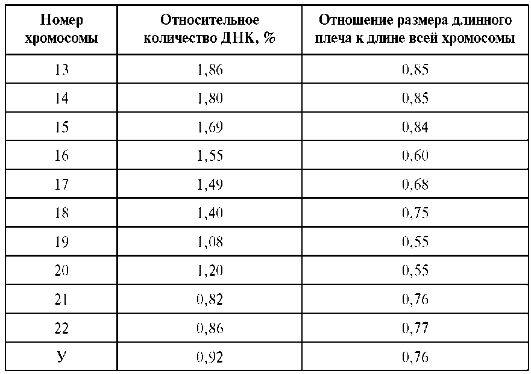 Номер Относительное Отношение размера длинного
хромосомы количество ДНК, % плеча к длине всей хромосомы
13 1,86 0,85
14 1,80 0,85
15 1,69 0,84
16 1,55 0,60
17 1,49 0,68
18 1,40 0,75
19 1,08 0,55
20 1,20 0,55
21 0,82 0,76
22 0,86 0,77
У 0,92 0,76